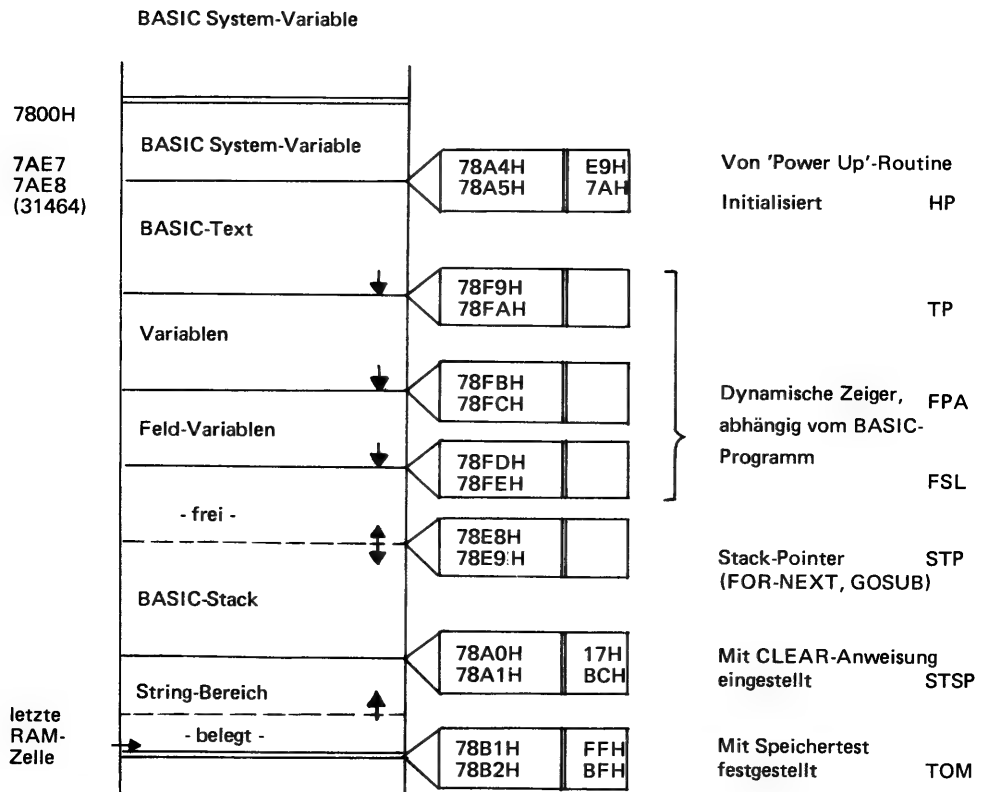 BASIC System-Variable
7800H
BASIC System-Variable
7AE7
7AE8
(31464)
78A4H E9H
78A5H 7AH
Von 'Power Up'-Routine
Initialisiert HP
BASIC-Text
78F9H
78FAH
TP
Variablen
78FBH
78FCH
Dynamische Zeiger, FPA
abhängig vom BASIC-
Programm
Feld-Variablen
78FDH
78FEH
FSL
- frei -
78E8H
78E9H
Stack-Pointer STP
(FOR-NEXT, GOSUB)
BASIC-Stack
78A0H 17H
78A1H BCH
Mit CLEAR-Anweisung
eingestellt STSP
String-Bereich
letzte
RAM-
Zelle
- belegt -
78B1H FFH
78B2H BFH
Mit Speichertest
festgestellt TOM